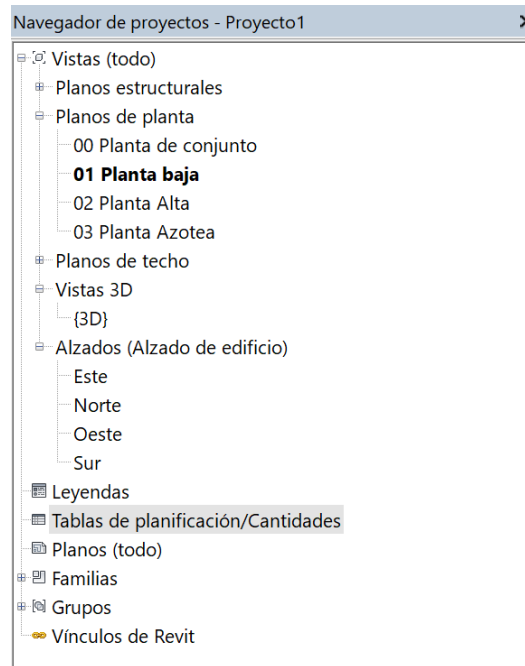 Navegador de proyectos - Proyecto1
Vistas (todo)
Planos estructurales
Planos de planta
00 Planta de conjunto
01 Planta baja
02 Planta Alta
03 Planta Azotea
Planos de techo
Vistas 3D
{3D}
Alzados (Alzado de edificio)
Este
Norte
Oeste
Sur
Leyendas
Tablas de planificación/Cantidades
Planos (todo)
Familias
Grupos
Vínculos de Revit